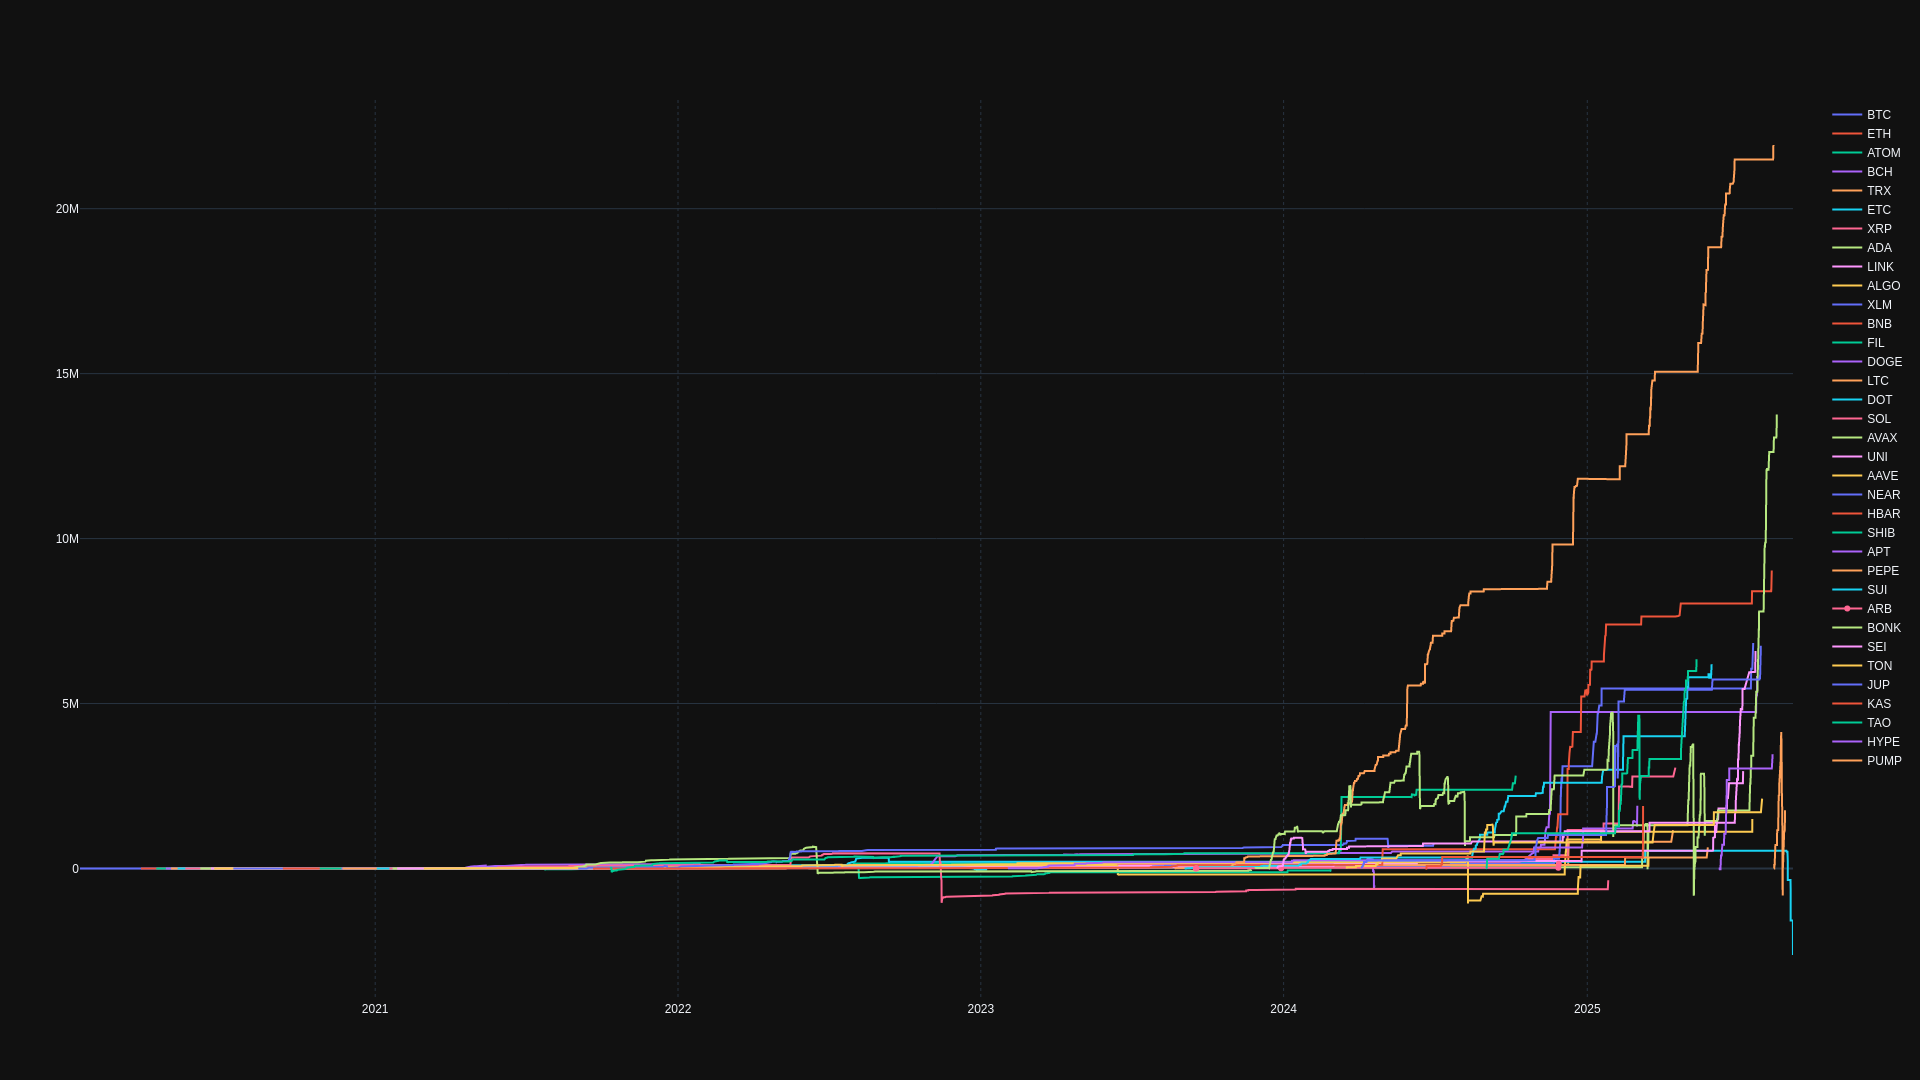 20M
15M
10M
5M
0
2021
2022
2023
2024
2025
BTC
ETH
ATOM
BCH
TRX
ETC
XRP
ADA
LINK
ALGO
XLM
BNB
FIL
DOGE
LTC
DOT
SOL
AVAX
UNI
AAVE
NEAR
HBAR
SHIB
APT
PEPE
SUI
ARB
BONK
SEI
TON
JUP
KAS
TAO
HYPE
PUMP